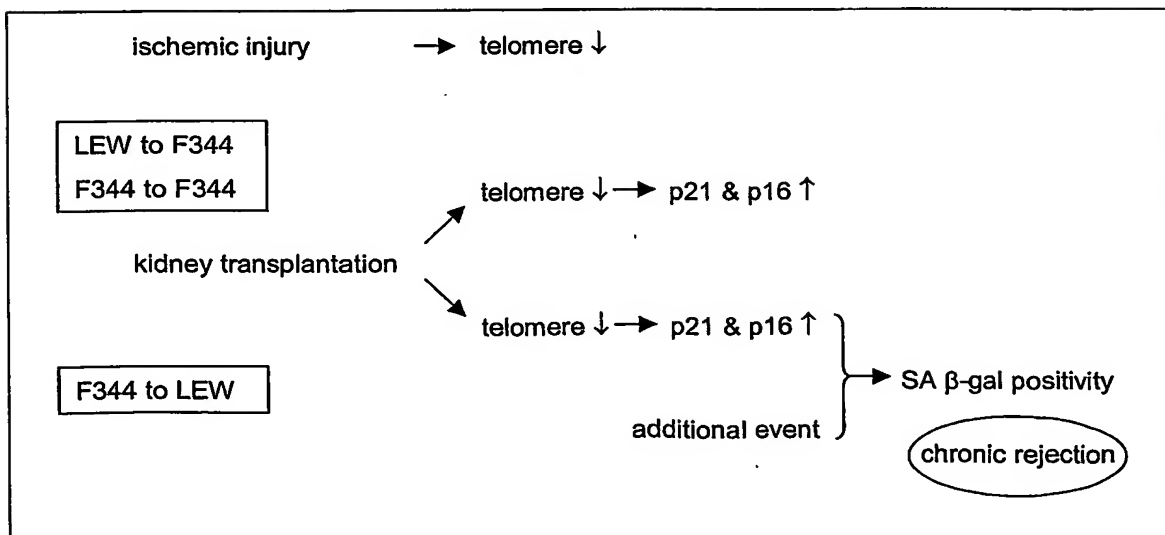 ischemic injury → telomere ↓
LEW to F344
F344 to F344
telomere ↓ → p21 & p16 ↑
kidney transplantation
telomere ↓ → p21 & p16 ↑
F344 to LEW
SA β-gal positivity
additional event
chronic rejection